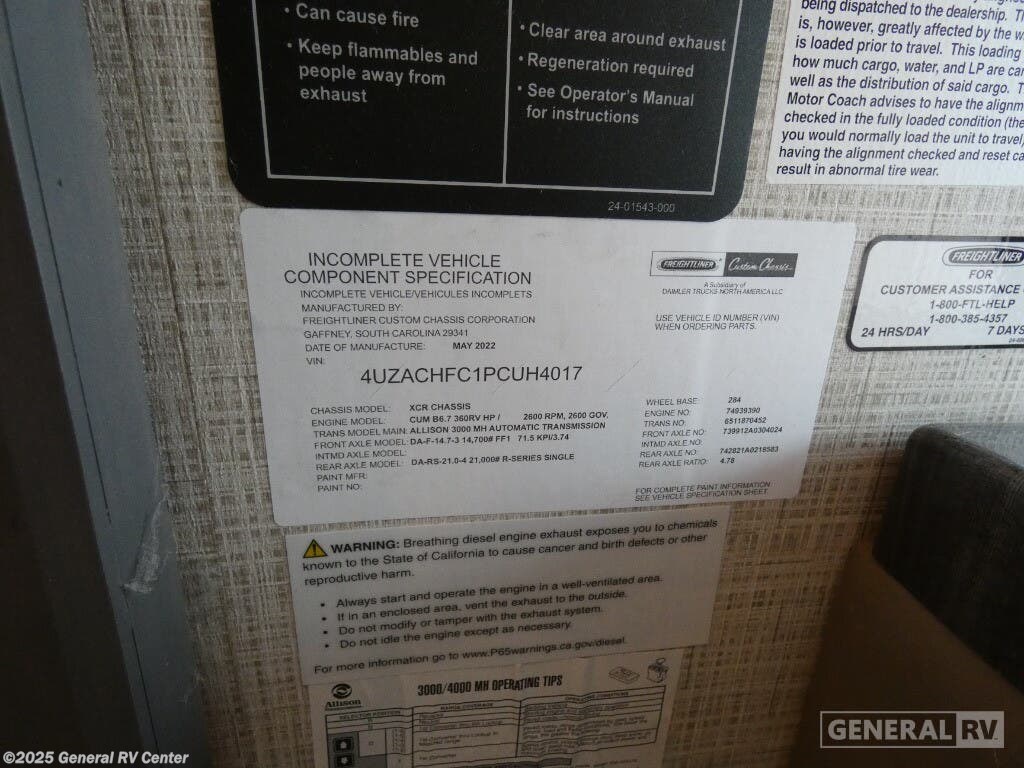 • Can cause fire
• Keep flammables and
people away from
exhaust
• Clear area around exhaust
• Regeneration required
• See Operator's Manual
for instructions
24-01543-000
being dispatched to the dealership.
is, however, greatly affected by the
is loaded prior to travel. This loading
how much cargo, water, and LP are
well as the distribution of said cargo.
Motor Coach advises to have the
checked in the fully loaded condition
you would normally load the unit to travel)
having the alignment checked and reset
result in abnormal tire wear.
INCOMPLETE VEHICLE
COMPONENT SPECIFICATION
INCOMPLETE VEHICLE/VEHICULES INCOMPLETS
MANUFACTURED BY:
FREIGHTLINER CUSTOM CHASSIS CORPORATION
GAFFNEY, SOUTH CAROLINA 29341
DATE OF MANUFACTURE: MAY 2022
VIN:
4UZACHFC1PCUH4017
FREIGHTLINER Custom Chassis
A Subsidiary of
DAIMLER TRUCKS NORTH AMERICA LLC
USE VEHICLE ID NUMBER (VIN)
WHEN ORDERING PARTS.
CHASSIS MODEL: XCR CHASSIS
ENGINE MODEL: CUM B6.7 360RV HP / 2600 RPM, 2600 GOV.
TRANS MODEL MAIN: ALLISON 3000 MH AUTOMATIC TRANSMISSION
FRONT AXLE MODEL: DA-F-14.7-3 14,700# FF1 71.5 KPI/3.74
INTMD AXLE MODEL:
REAR AXLE MODEL: DA-RS-21.0-4 21,000# R-SERIES SINGLE
PAINT MFR:
PAINT NO:
WHEEL BASE: 284
ENGINE NO: 74939390
TRANS NO: 6511870452
FRONT AXLE NO: 739912A0304024
INTMD AXLE NO:
REAR AXLE NO: 742821A0218583
REAR AXLE RATIO: 4.78
FOR COMPLETE PAINT INFORMATION
SEE VEHICLE SPECIFICATION SHEET.
FREIGHTLINER
FOR
CUSTOMER ASSISTANCE
1-800-FTL-HELP
1-800-385-4357
24 HRS/DAY 7 DAYS
WARNING: Breathing diesel engine exhaust exposes you to chemicals
known to the State of California to cause cancer and birth defects or other
reproductive harm.
• Always start and operate the engine in a well-ventilated area.
• If in an enclosed area, vent the exhaust to the outside.
• Do not modify or tamper with the exhaust system.
• Do not idle the engine except as necessary.
For more information go to www.P65warnings.ca.gov/diesel.
Allison
3000/4000 MH OPERATING TIPS
SELECTOR POSITION
RANGE COVERAGE
OPERATING CONDITIONS
GENERAL RV
©2025 General RV Center